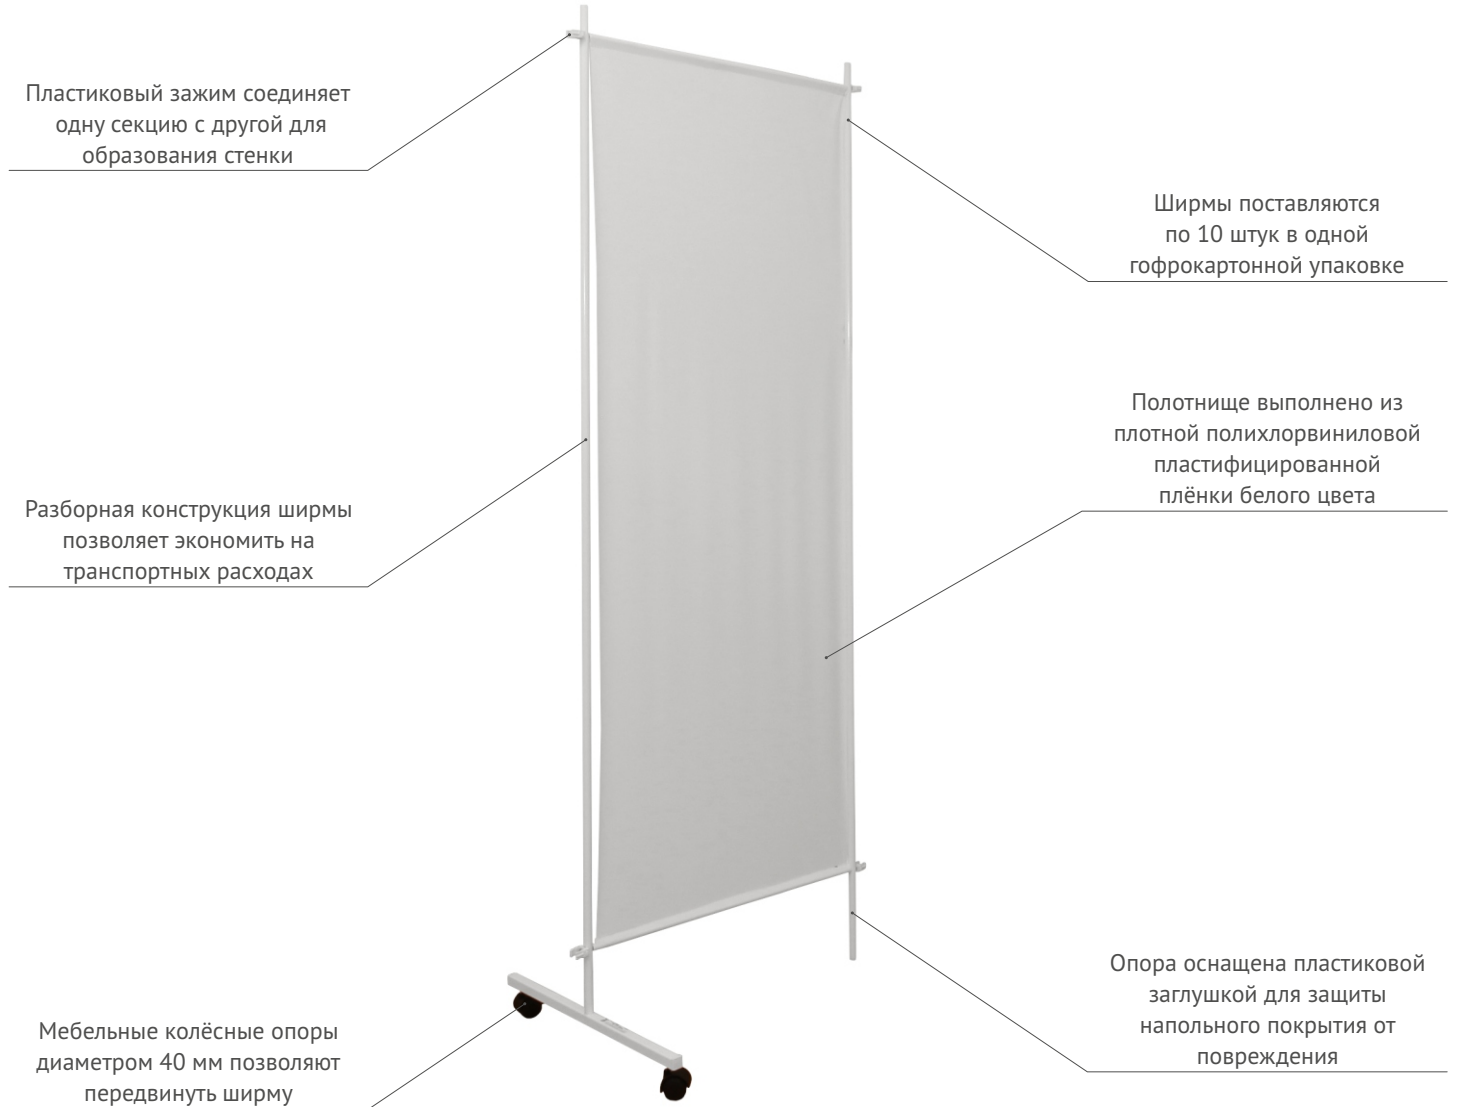 Пластиковый зажим соединяет
одну секцию с другой для
образования стенки
Ширмы поставляются
по 10 штук в одной
гофрокартонной упаковке
Полотнище выполнено из
плотной полихлорвиниловой
пластифицированной
плёнки белого цвета
Разборная конструкция ширмы
позволяет экономить на
транспортных расходах
Опора оснащена пластиковой
заглушкой для защиты
напольного покрытия от
повреждения
Мебельные колёсные опоры
диаметром 40 мм позволяют
передвинуть ширму